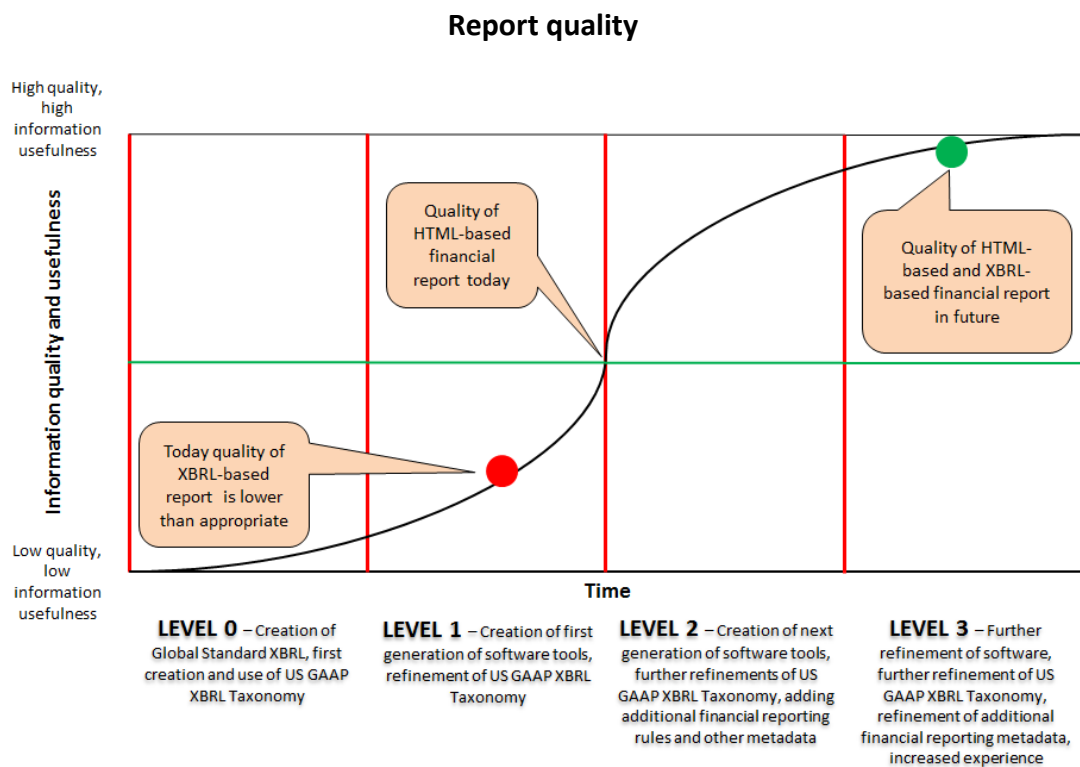 Report quality
High quality,
high
information
usefulness
Information quality and usefulness
Low quality,
low
information
usefulness
Quality of
HTML-based
financial
report today
Quality of HTML-
based and XBRL-
based financial report
in future
Today quality of
XBRL-based
report is lower
than appropriate
Time
LEVEL 0 – Creation of
Global Standard XBRL, first
creation and use of US GAAP
XBRL Taxonomy
LEVEL 1 – Creation of first
generation of software tools,
refinement of US GAAP XBRL
Taxonomy
LEVEL 2 – Creation of next
generation of software tools,
further refinements of US
GAAP XBRL Taxonomy, adding
additional financial reporting
rules and other metadata
LEVEL 3 – Further
refinement of software,
further refinement of US
GAAP XBRL Taxonomy,
refinement of additional
financial reporting metadata,
increased experience